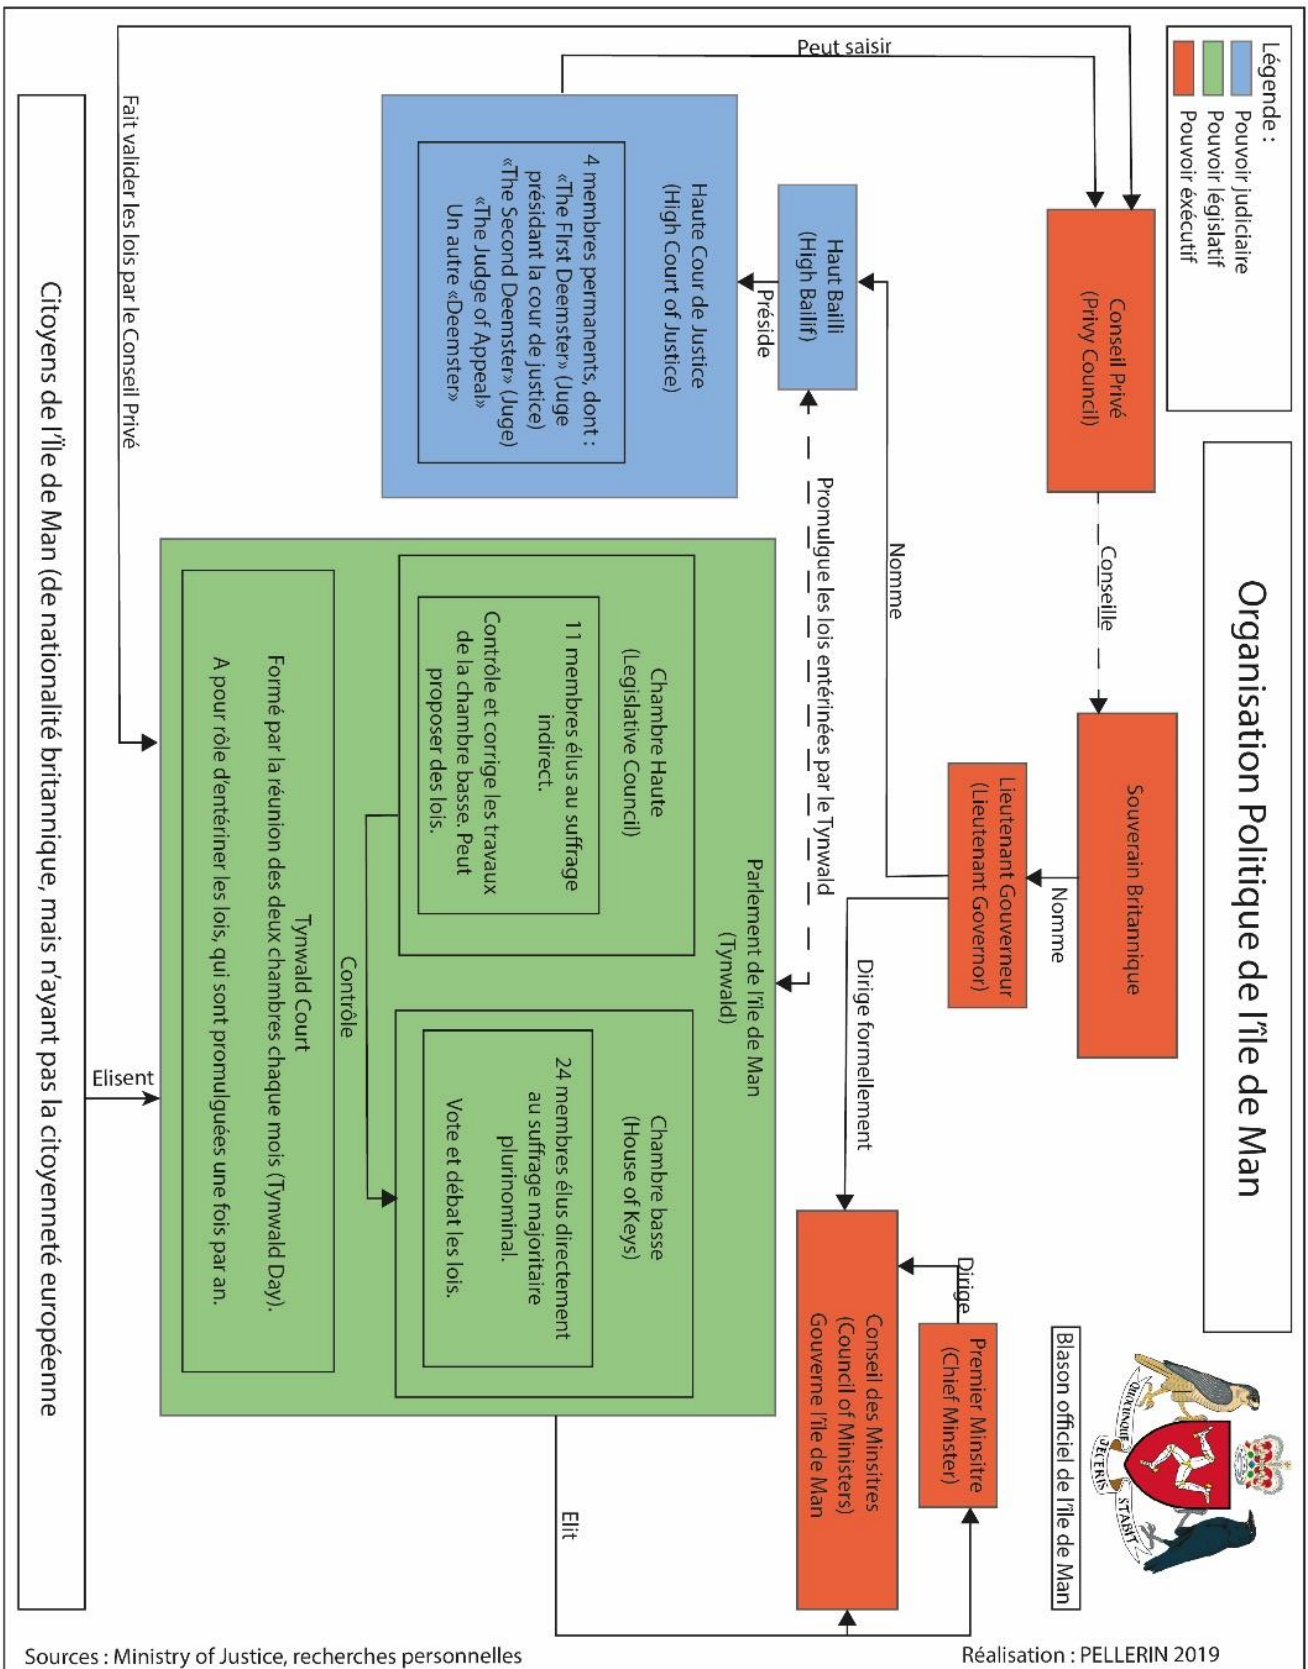 Organisation Politique de l'île de Man
Légende :
Pouvoir judiciaire
Pouvoir législatif
Pouvoir éxécutif
Blason officiel de l'île de Man
QUOCUNQUE
JECERIS
STABIT
Conseil Privé
(Privy Council)
Conseille
Souverain Britannique
Nomme
Lieutenant Gouverneur
(Lieutenant Governor)
Premier Minsitre
(Chief Minster)
Dirige
Conseil des Minsitres
(Council of Ministers)
Gouverne l'île de Man
Dirige formellement
Nomme
Peut saisir
Haut Bailli
(High Bailif)
Préside
Promulgue les lois entérinées par le Tynwald
Haute Cour de Justice
(High Court of Justice)
4 membres permanents, dont :
«The FIrst Deemster» (Juge
présidant la cour de justice)
«The Second Deemster» (Juge)
«The Judge of Appeal»
Un autre «Deemster»
Parlement de l'île de Man
(Tynwald)
Chambre Haute
(Legislative Council)
11 membres élus au suffrage
indirect.
Contrôle et corrige les travaux
de la chambre basse. Peut
proposer des lois.
Chambre basse
(House of Keys)
24 membres élus directement
au suffrage majoritaire
plurinominal.
Vote et débat les lois.
Contrôle
Elit
Tynwald Court
Formé par la réunion des deux chambres chaque mois (Tynwald Day).
A pour rôle d'entériner les lois, qui sont promulguées une fois par an.
Fait valider les lois par le Conseil Privé
Elisent
Citoyens de l'Île de Man (de nationalité britannique, mais n'ayant pas la citoyenneté européenne
Sources : Ministry of Justice, recherches personnelles
Réalisation : PELLERIN 2019